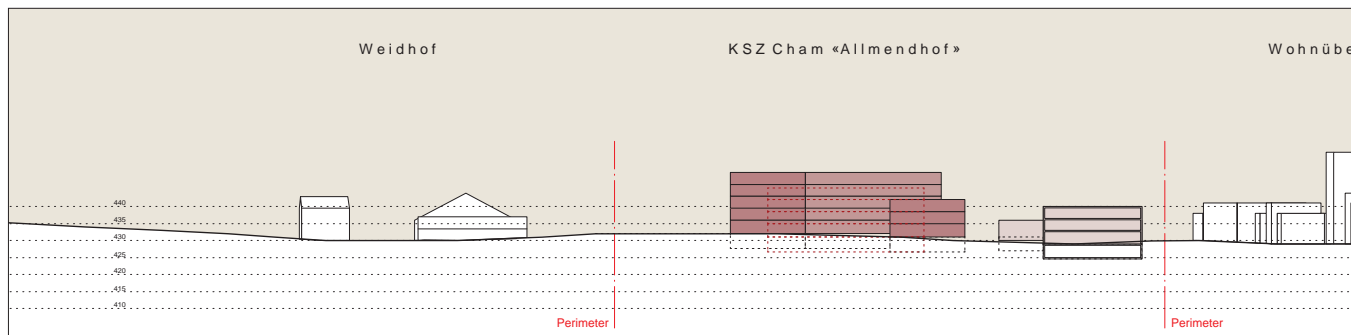 Weidhof
KSZ Cham «Allmendhof»
Wohnübe
440
435
430
425
420
415
410
Perimeter
Perimeter